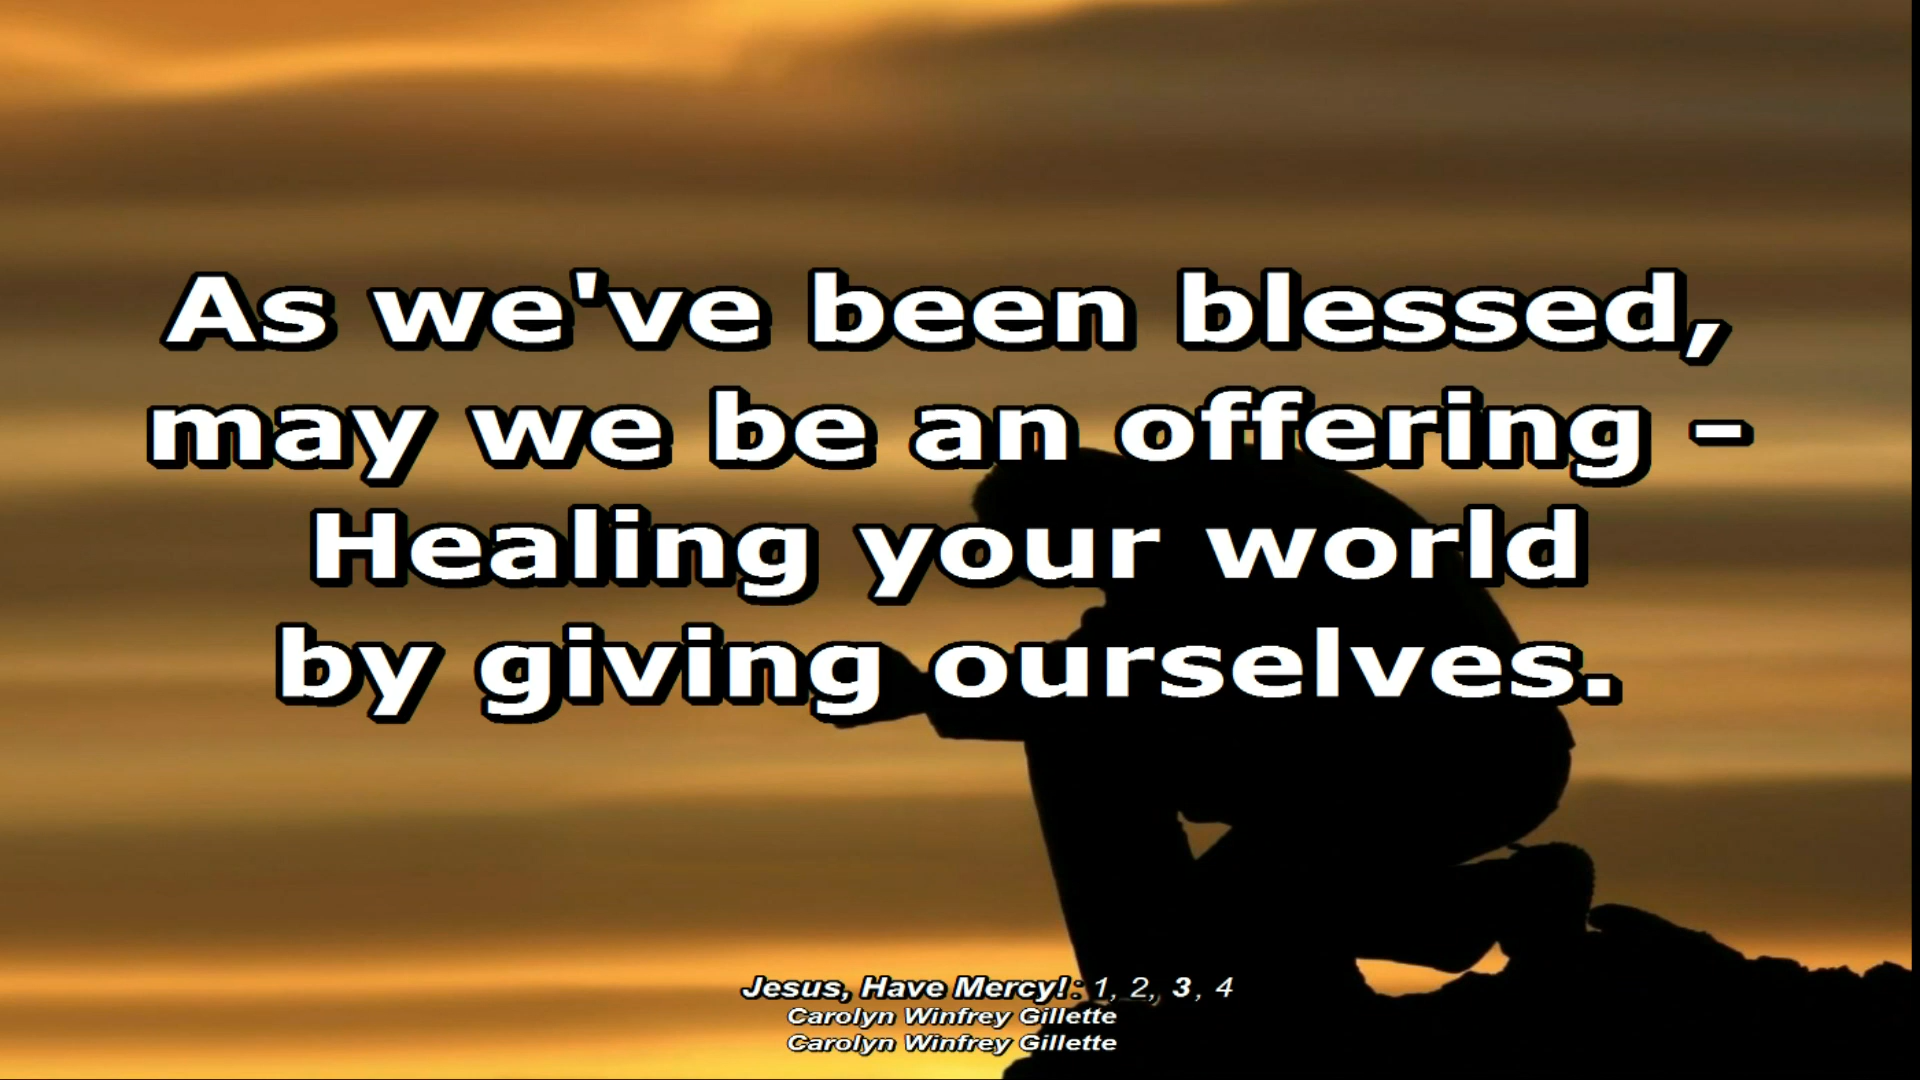 As we've been blessed,
may we be an offering -
Healing your world
by giving ourselves.
Jesus, Have Mercy!: 1, 2, 3, 4
Carolyn Winfrey Gillette
Carolyn Winfrey Gillette